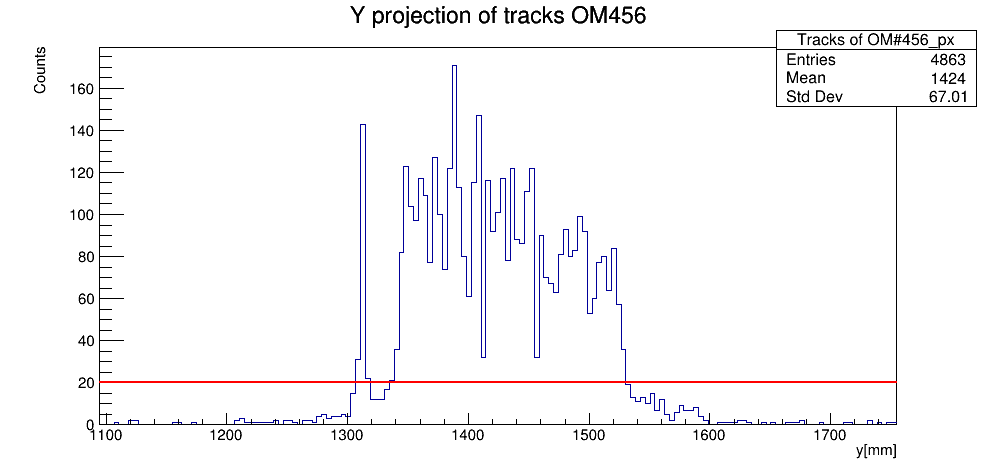 Y projection of tracks OM456
Tracks of OM#456_px
Entries 4863
Mean 1424
Std Dev 67.01
Counts
160
140
120
100
80
60
40
20
0
1100 1200 1300 1400 1500 1600 1700
y[mm]